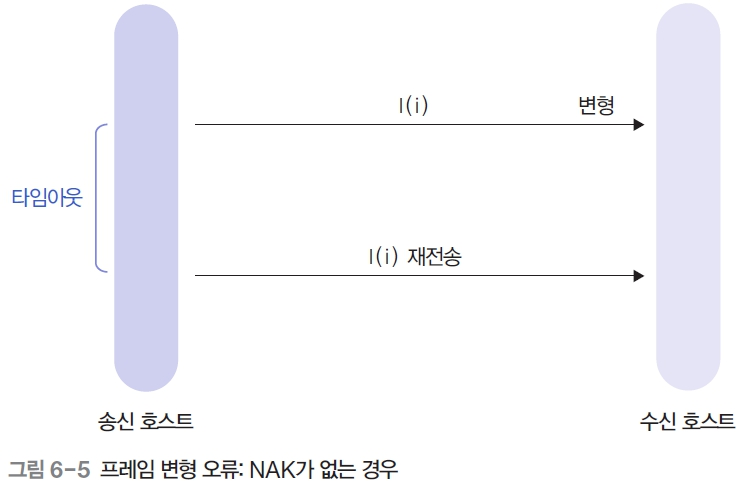 I(i) 변형
타임아웃
I(i) 재전송
송신 호스트 수신 호스트
그림 6-5 프레임 변형 오류: NAK가 없는 경우